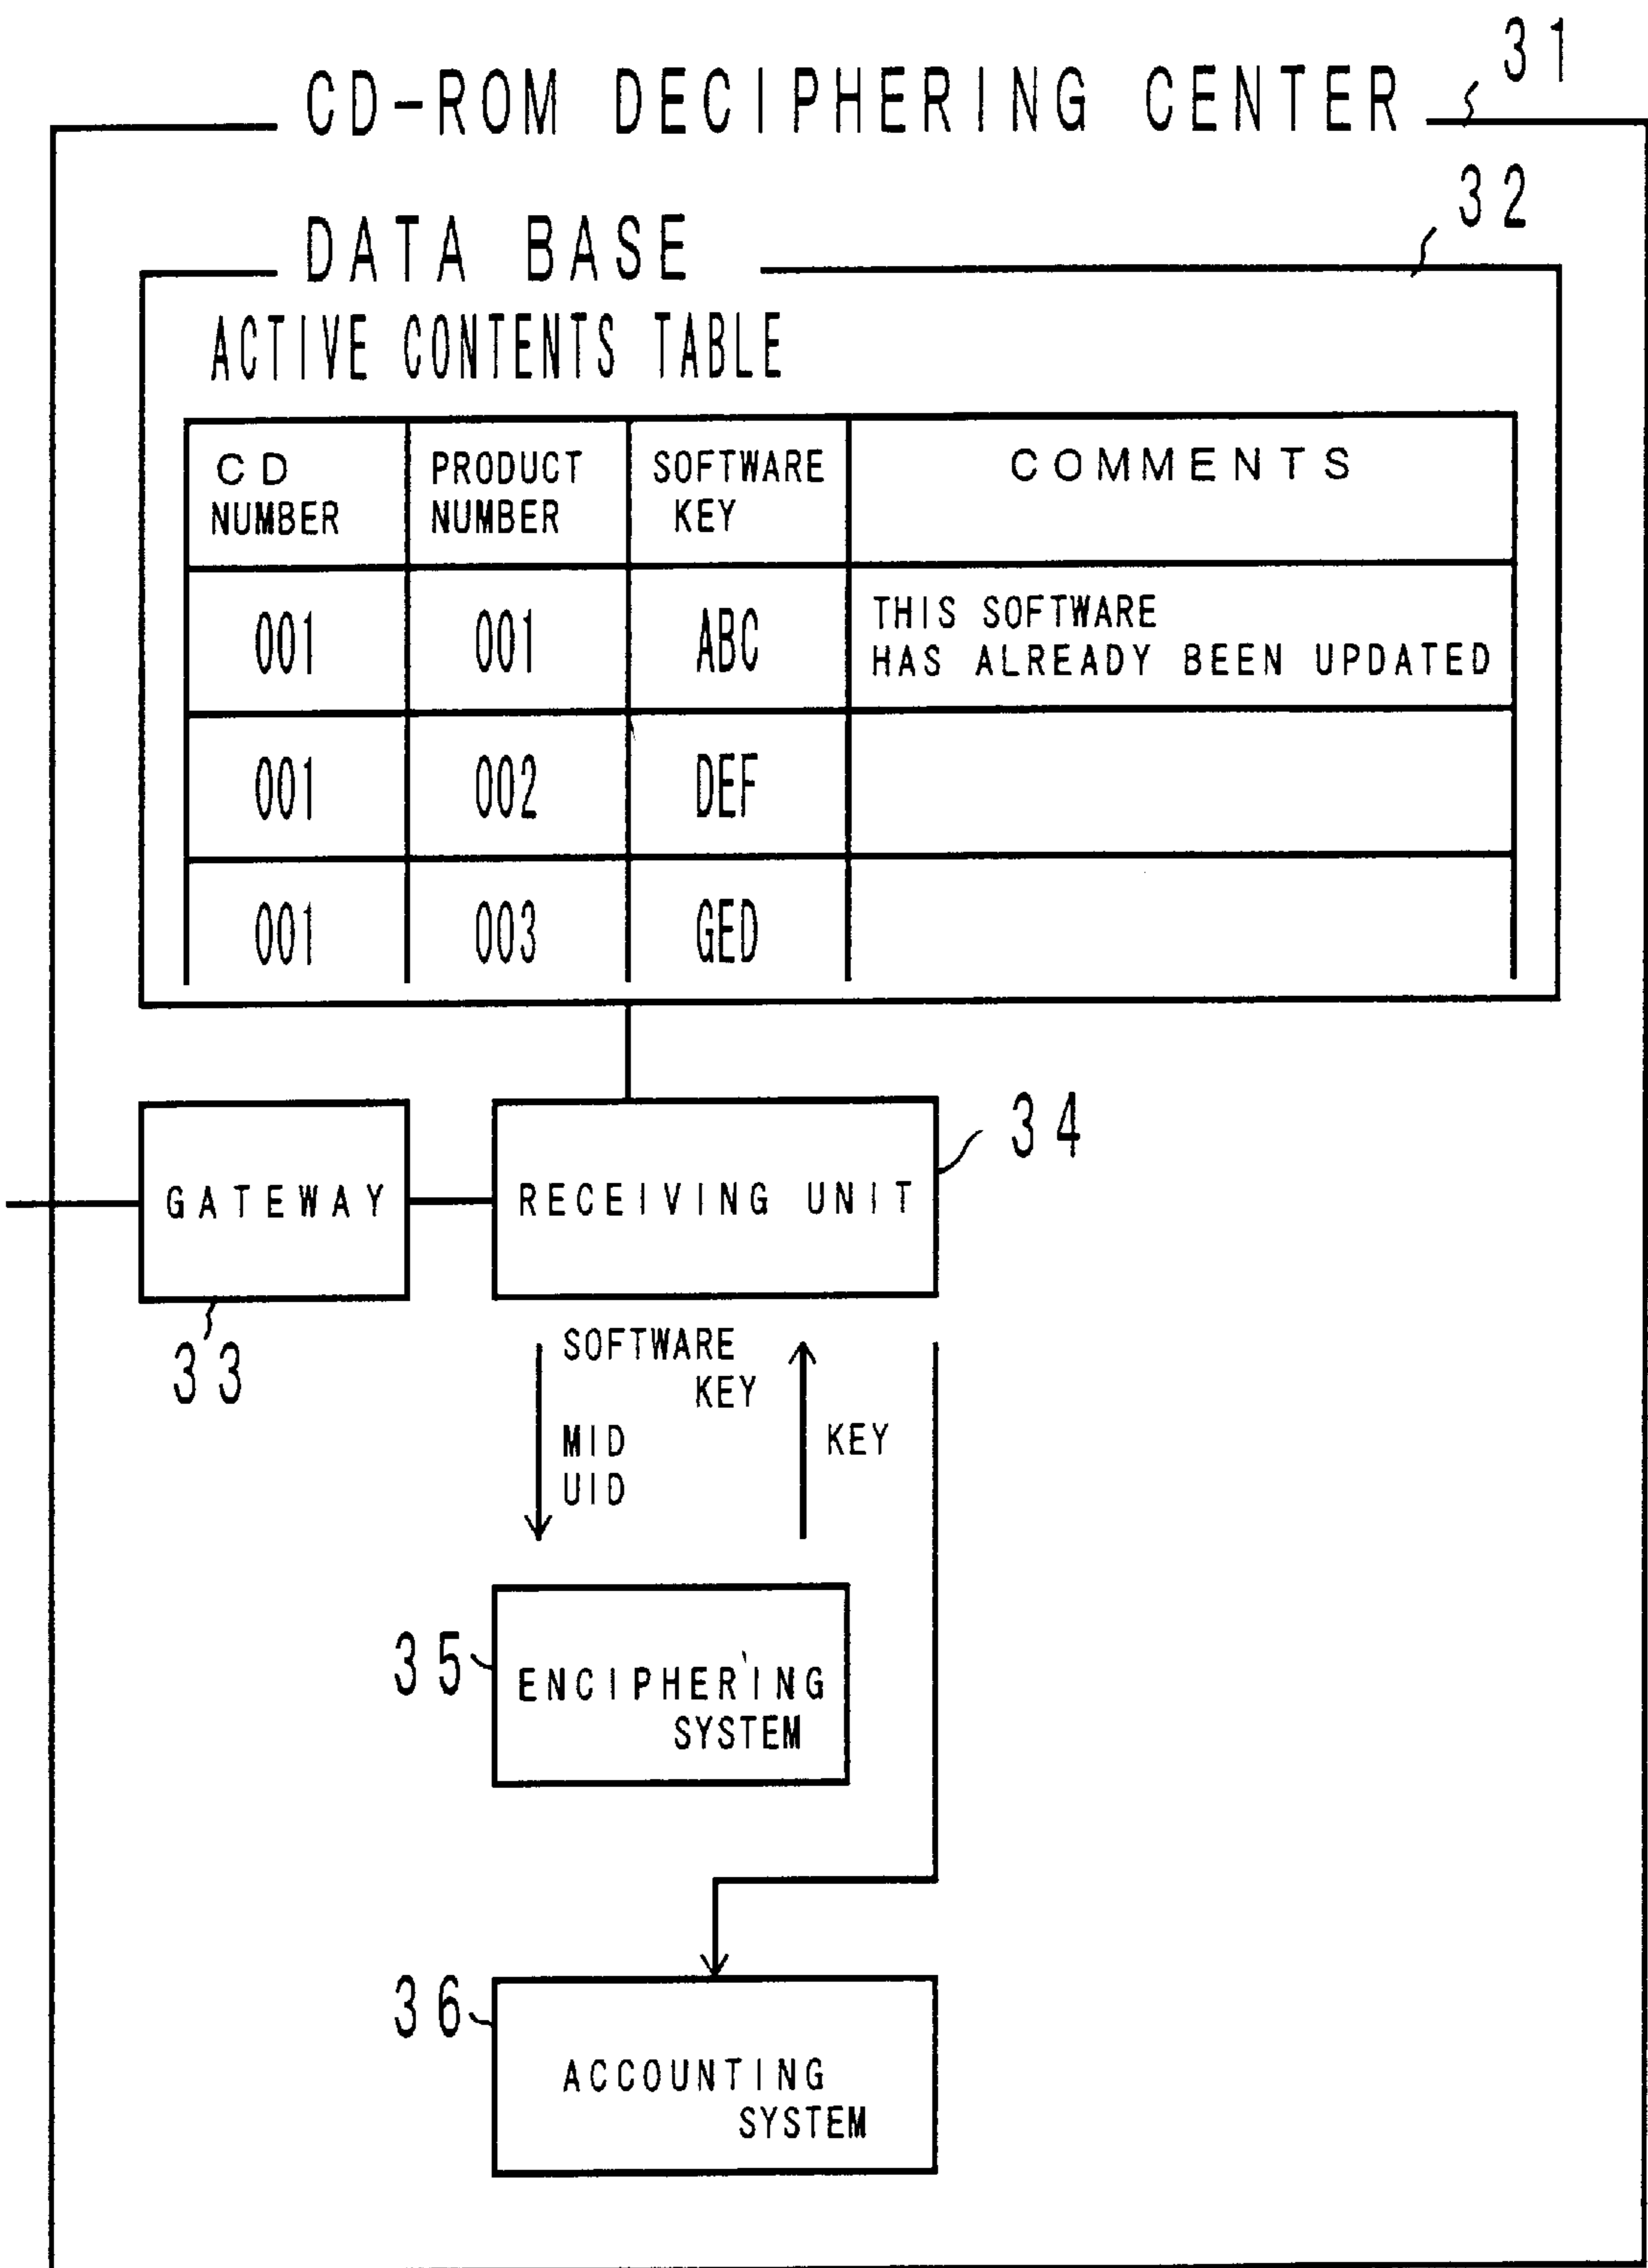 31
CD-ROM DECIPHERING CENTER
32
DATA BASE
ACTIVE CONTENTS TABLE
CD NUMBER
PRODUCT NUMBER
SOFTWARE KEY
COMMENTS
001
001
ABC
THIS SOFTWARE
HAS ALREADY BEEN UPDATED
001
002
DEF
001
003
GED
34
GATEWAY
RECEIVING UNIT
33
SOFTWARE
KEY
MID
UID
KEY
35
ENCIPHERING
SYSTEM
36
ACCOUNTING
SYSTEM